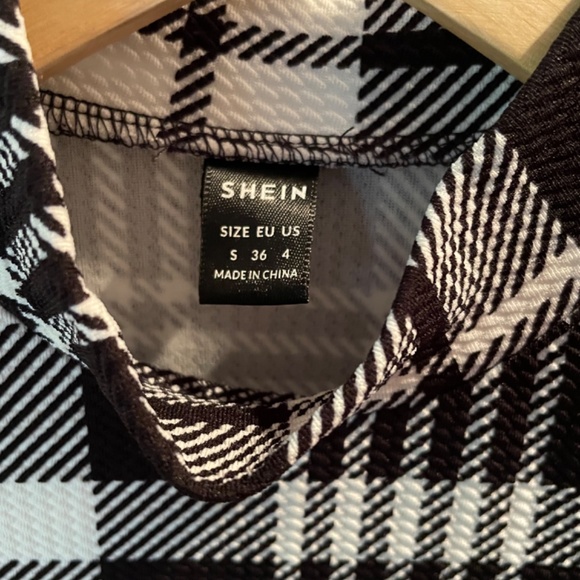 SHEIN
SIZE EU US
S 36 4
MADE IN CHINA